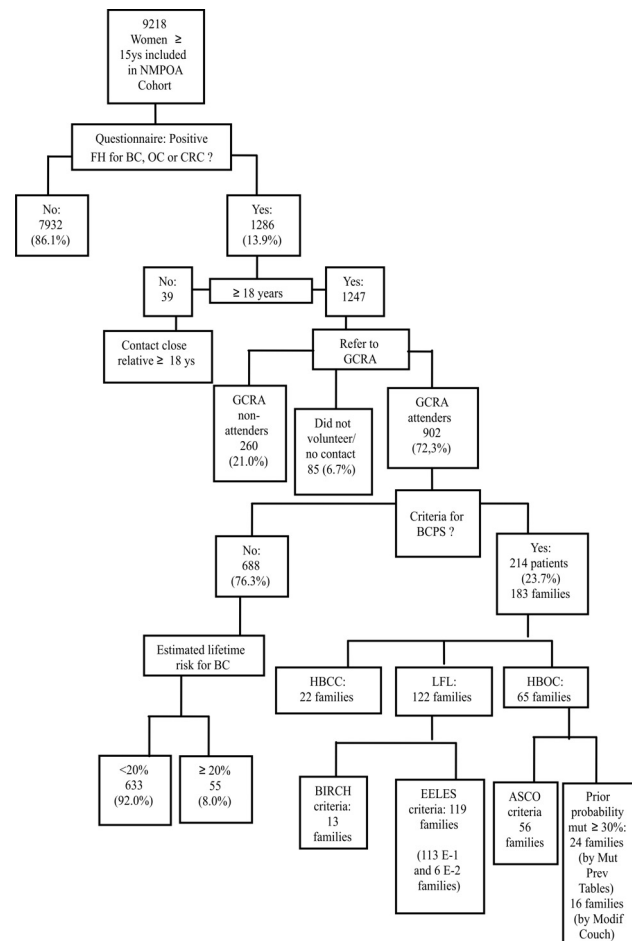 9218
Women ≥
15ys included
in NMPOA
Cohort
Questionnaire: Positive
FH for BC, OC or CRC ?
No:
7932
(86.1%)
Yes:
1286
(13.9%)
No:
39
≥ 18 years
Yes:
1247
Contact close
relative ≥ 18 ys
Refer to
GCRA
GCRA
non-
attenders
260
(21.0%)
Did not
volunteer/
no contact
85 (6.7%)
GCRA
attenders
902
(72,3%)
Criteria for
BCPS ?
No:
688
(76.3%)
Yes:
214 patients
(23.7%)
183 families
Estimated lifetime
risk for BC
HBCC:
22 families
LFL:
122 families
HBOC:
65 families
<20%
633
(92.0%)
≥ 20%
55
(8.0%)
BIRCH
criteria:
13
families
EELES
criteria: 119
families
(113 E-1
and 6 E-2
families)
ASCO
criteria
56
families
Prior
probability
mut ≥ 30%:
24 families
(by Mut
Prev
Tables)
16 families
(by Modif
Couch)